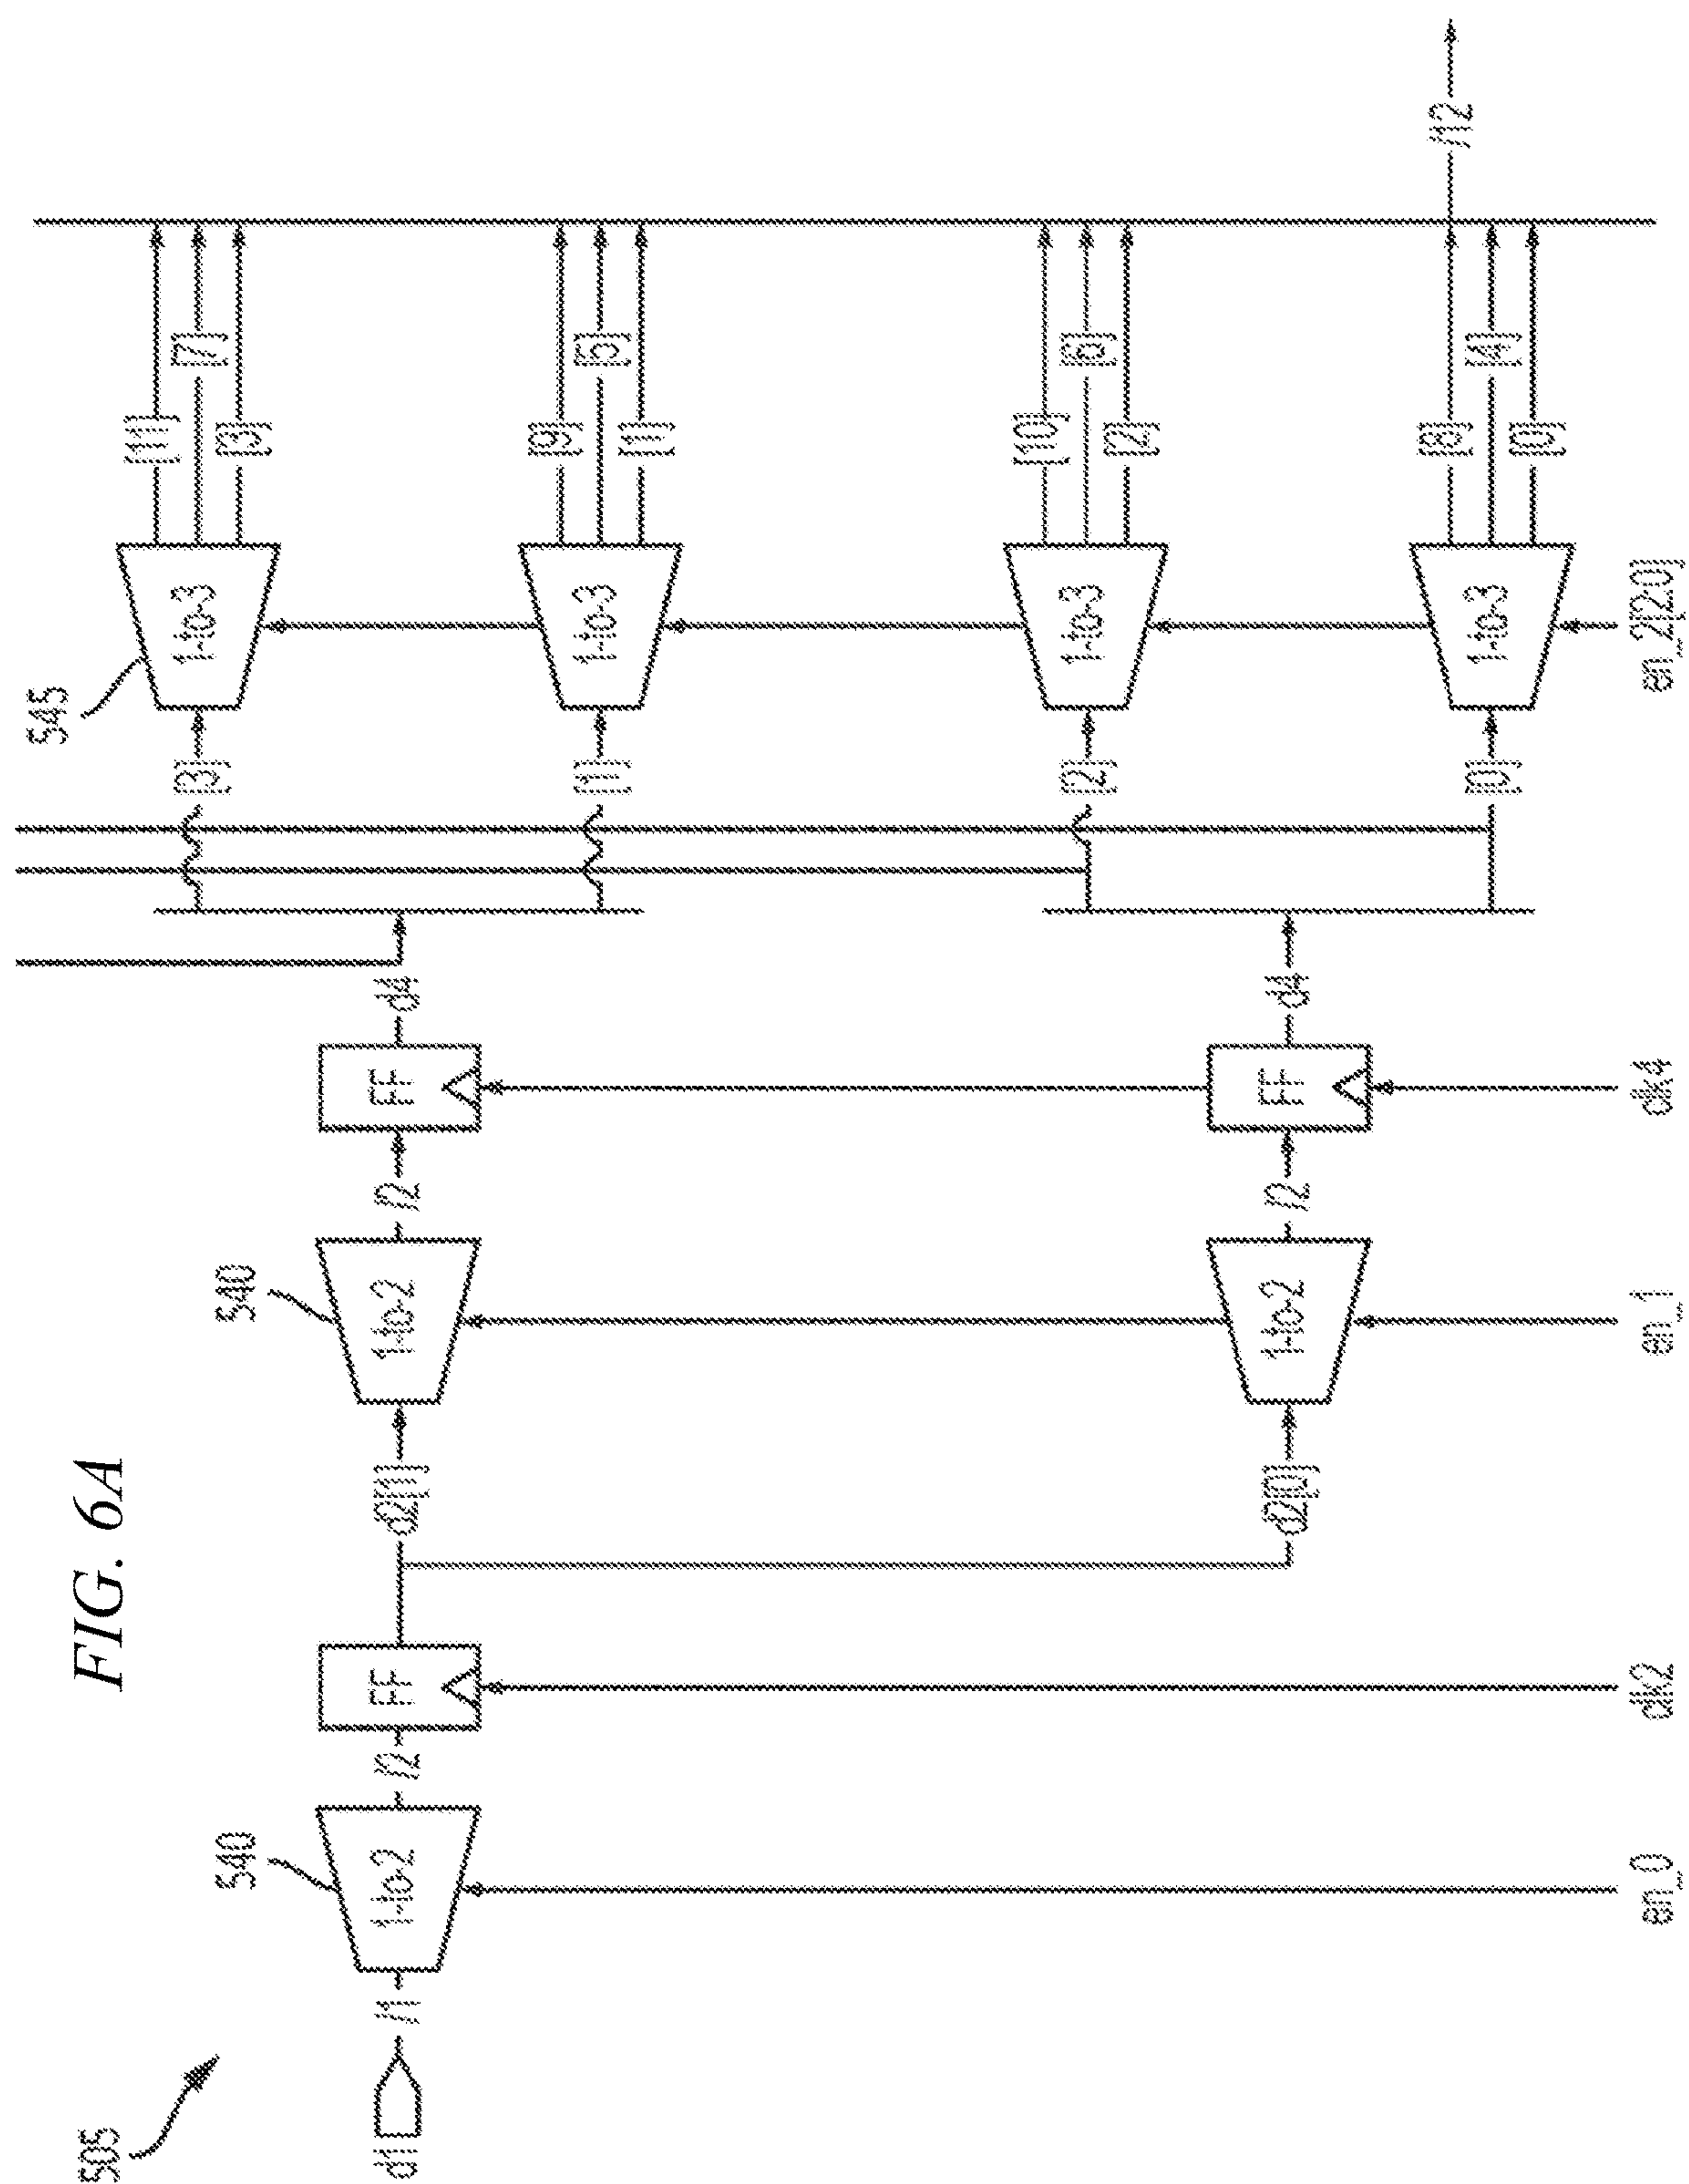 FIG. 6A
505
d1
/1
540
1-to-2
en_0
/2
FF
clk2
d2[1]
d2[0]
540
1-to-2
1-to-2
en_1
/2
/2
FF
FF
clk4
d4
d4
[3]
[1]
[2]
[0]
545
1-to-3
1-to-3
1-to-3
1-to-3
en_2[2:0]
[11]
[7]
[3]
[9]
[5]
[1]
[10]
[6]
[2]
[8]
[4]
[0]
/12